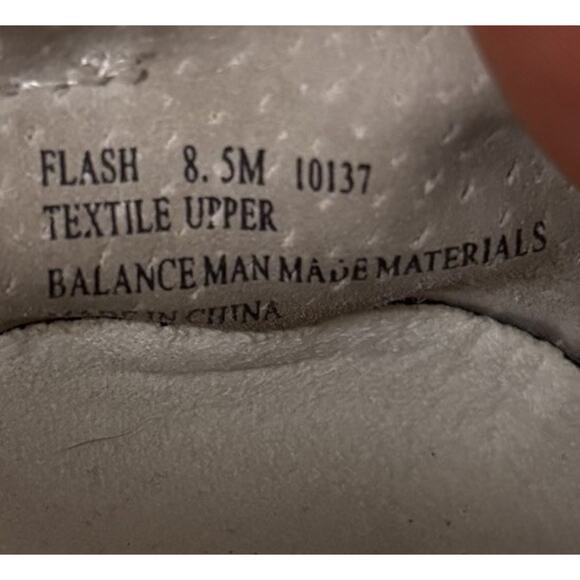 FLASH 8.5M 10137
TEXTILE UPPER
BALANCE MAN MADE MATERIALS
MADE IN CHINA